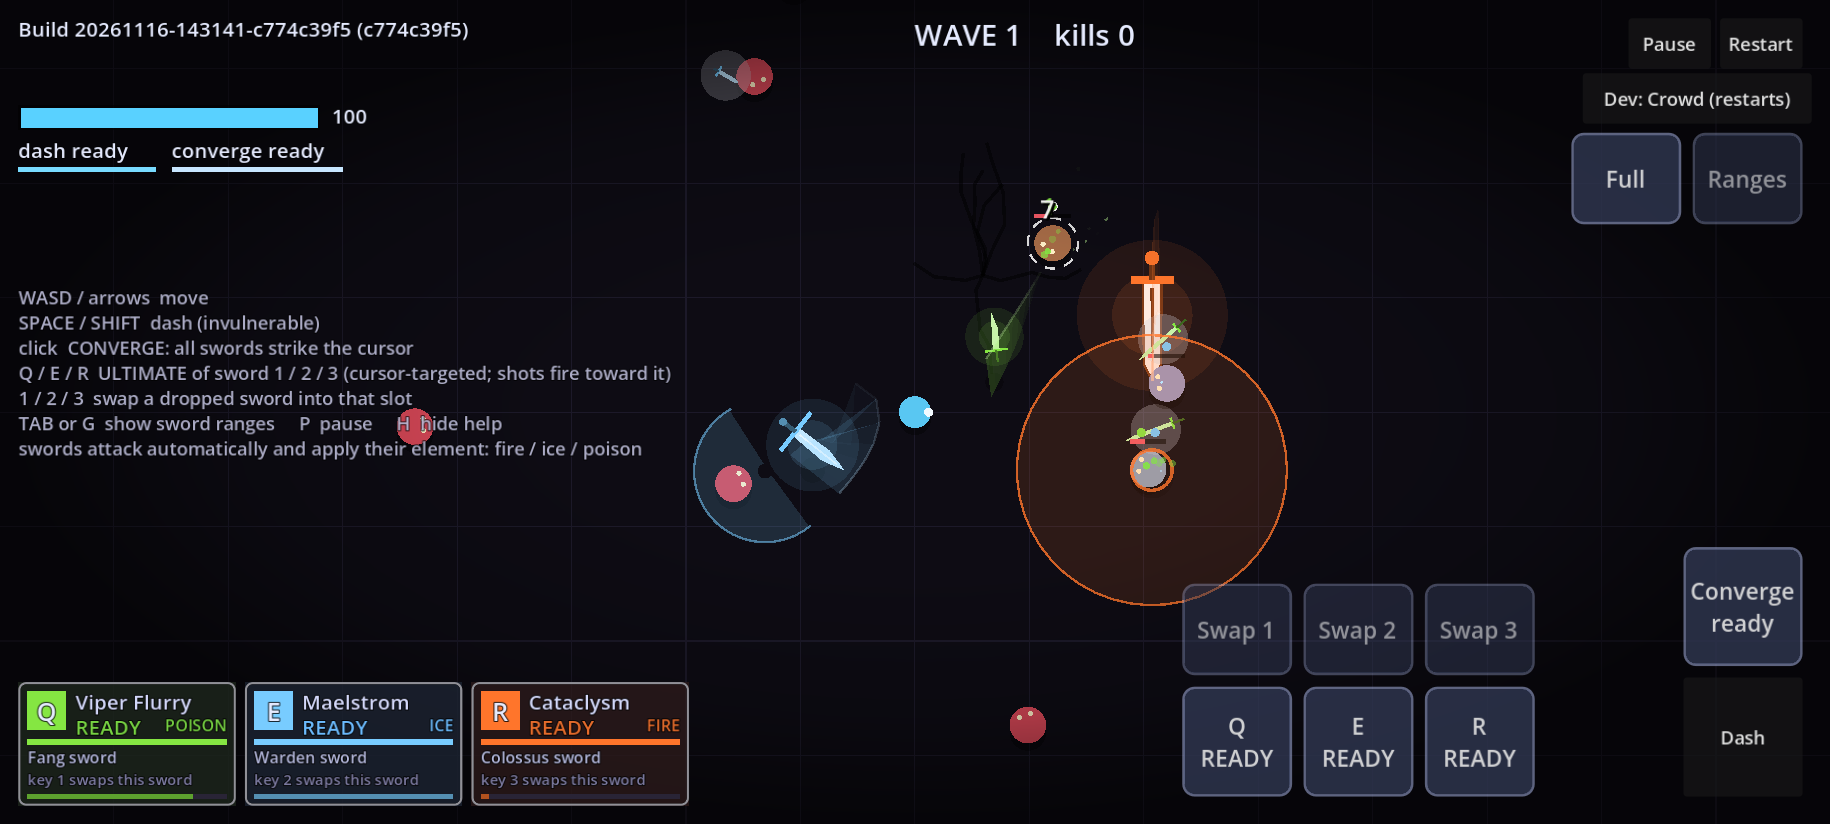 Build 20261116-143141-c774c39f5 (c774c39f5)
WAVE 1 kills 0
Pause
Restart
Dev: Crowd (restarts)
100
dash ready
converge ready
Full
Ranges
7
WASD / arrows move
SPACE / SHIFT dash (invulnerable)
click CONVERGE: all swords strike the cursor
Q / E / R ULTIMATE of sword 1 / 2 / 3 (cursor-targeted; shots fire toward it)
1 / 2 / 3 swap a dropped sword into that slot
TAB or G show sword ranges P pause H hide help
swords attack automatically and apply their element: fire / ice / poison
Converge
ready
Swap 1
Swap 2
Swap 3
Q
READY
E
READY
R
READY
Dash
Q
Viper Flurry
READY POISON
Fang sword
key 1 swaps this sword
E
Maelstrom
READY ICE
Warden sword
key 2 swaps this sword
R
Cataclysm
READY FIRE
Colossus sword
key 3 swaps this sword